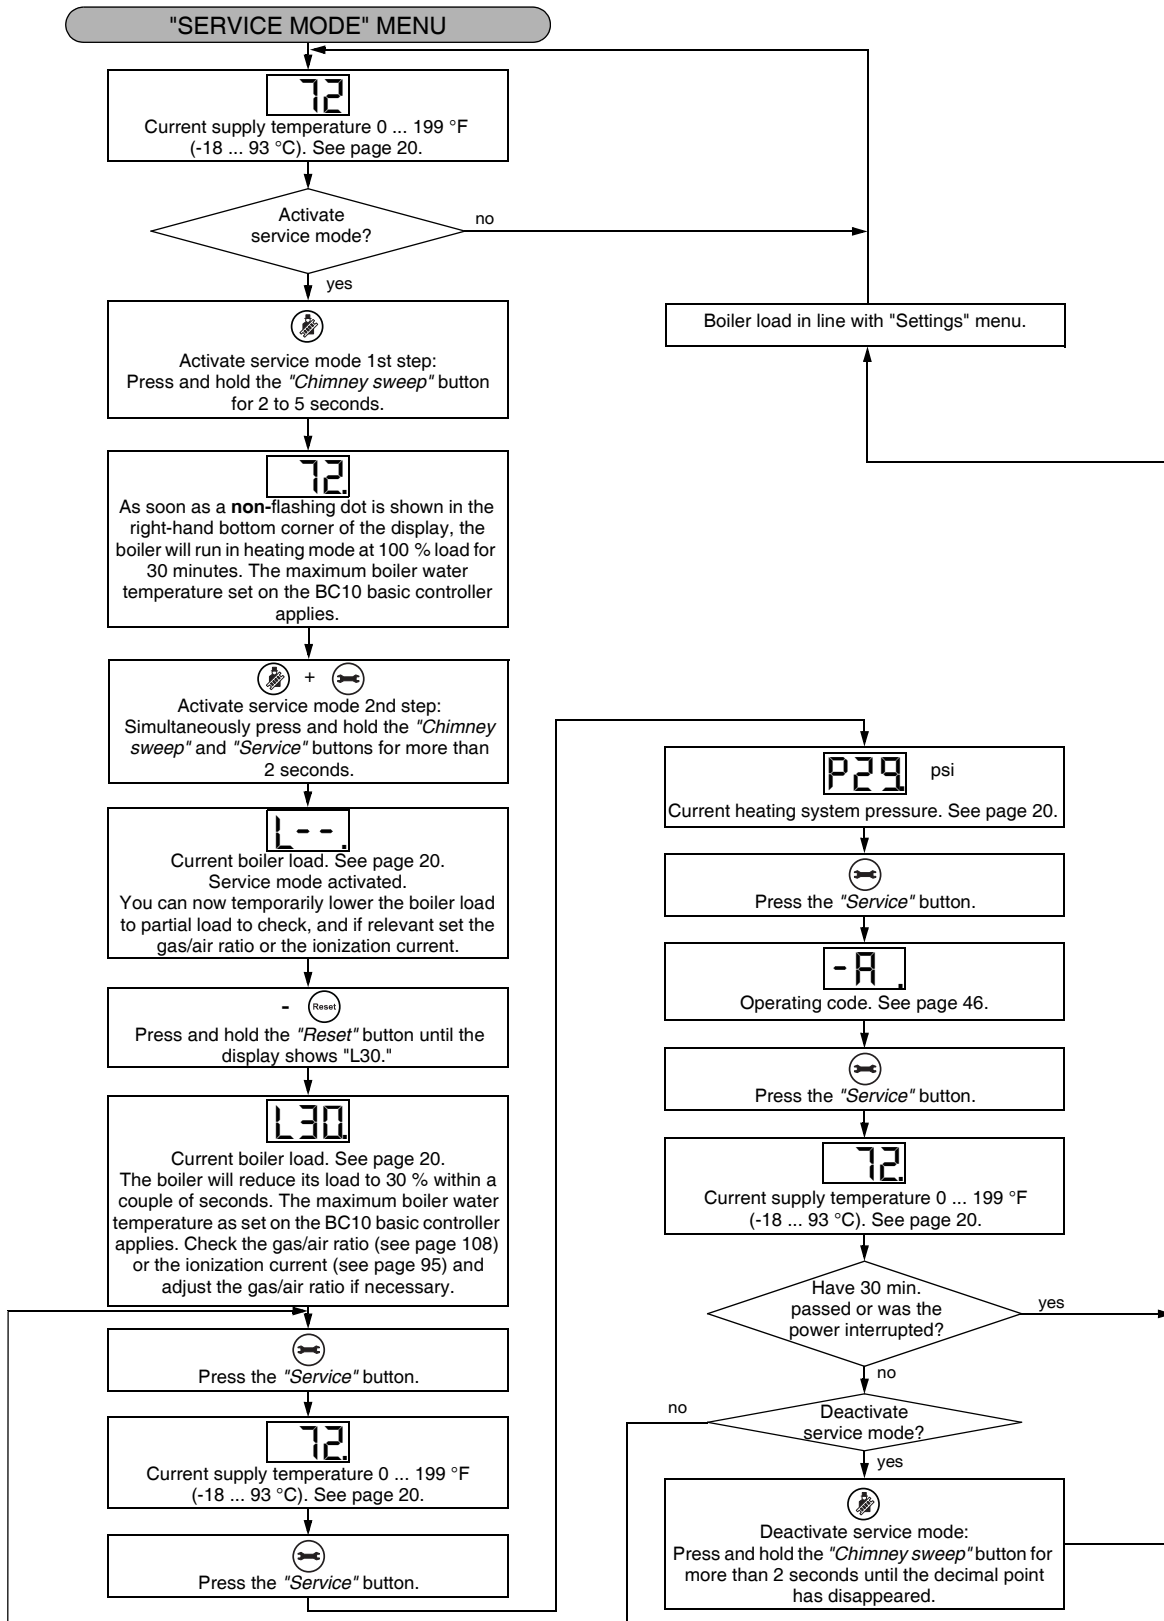 "SERVICE MODE" MENU
72
Current supply temperature 0 ... 199 °F
(-18 ... 93 °C). See page 20.
Activate
service mode?
no
yes
Activate service mode 1st step:
Press and hold the "Chimney sweep" button
for 2 to 5 seconds.
72.
As soon as a non-flashing dot is shown in the
right-hand bottom corner of the display, the
boiler will run in heating mode at 100 % load for
30 minutes. The maximum boiler water
temperature set on the BC10 basic controller
applies.
+
Activate service mode 2nd step:
Simultaneously press and hold the "Chimney
sweep" and "Service" buttons for more than
2 seconds.
L--.
Current boiler load. See page 20.
Service mode activated.
You can now temporarily lower the boiler load
to partial load to check, and if relevant set the
gas/air ratio or the ionization current.
- Reset
Press and hold the "Reset" button until the
display shows "L30."
L30.
Current boiler load. See page 20.
The boiler will reduce its load to 30 % within a
couple of seconds. The maximum boiler water
temperature as set on the BC10 basic controller
applies. Check the gas/air ratio (see page 108)
or the ionization current (see page 95) and
adjust the gas/air ratio if necessary.
Press the "Service" button.
72.
Current supply temperature 0 ... 199 °F
(-18 ... 93 °C). See page 20.
Press the "Service" button.
Boiler load in line with "Settings" menu.
P29. psi
Current heating system pressure. See page 20.
Press the "Service" button.
-A .
Operating code. See page 46.
Press the "Service" button.
72.
Current supply temperature 0 ... 199 °F
(-18 ... 93 °C). See page 20.
Have 30 min.
passed or was the
power interrupted?
yes
no
no
Deactivate
service mode?
yes
Deactivate service mode:
Press and hold the "Chimney sweep" button for
more than 2 seconds until the decimal point
has disappeared.